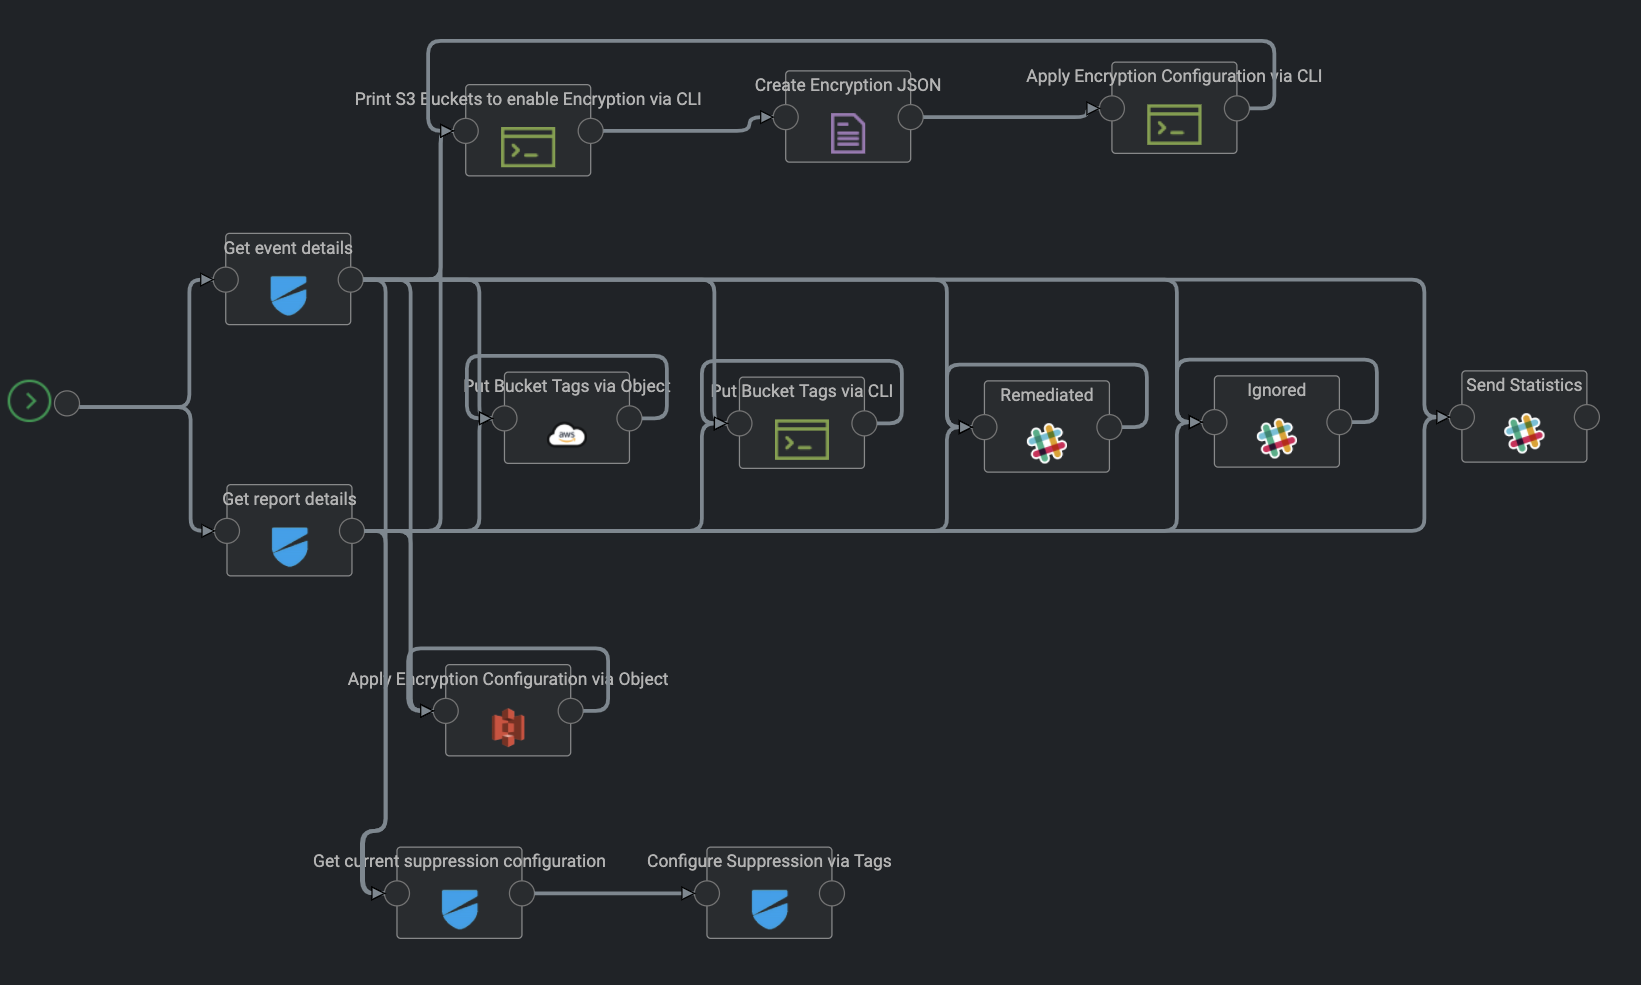 Apply Encryption Configuration via CLI
Create Encryption JSON
Print S3 Buckets to enable Encryption via CLI
Get event details
Put Bucket Tags via Object
Put Bucket Tags via CLI
Remediated
Ignored
Send Statistics
aws
Get report details
Apply Encryption Configuration via Object
Get current suppression configuration
Configure Suppression via Tags